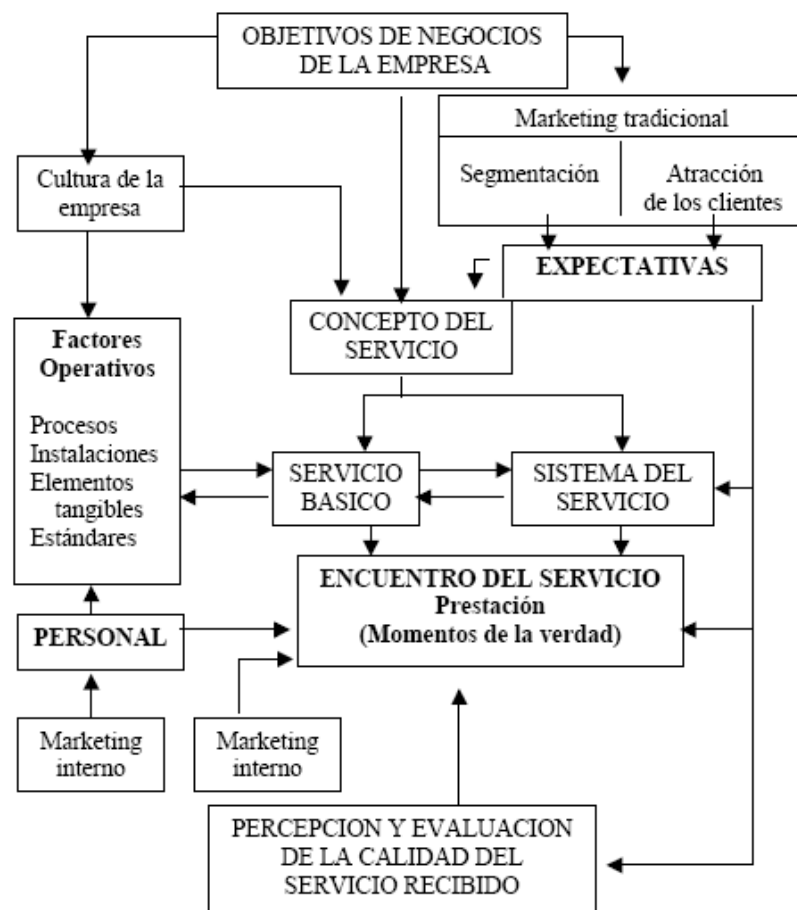 OBJETIVOS DE NEGOCIOS
DE LA EMPRESA
Marketing tradicional
Segmentación
Atracción
de los clientes
Cultura de la
empresa
EXPECTATIVAS
CONCEPTO DEL
SERVICIO
Factores
Operativos
Procesos
Instalaciones
Elementos
tangibles
Estándares
SERVICIO
BASICO
SISTEMA DEL
SERVICIO
ENCUENTRO DEL SERVICIO
Prestación
(Momentos de la verdad)
PERSONAL
Marketing
interno
Marketing
interno
PERCEPCION Y EVALUACION
DE LA CALIDAD DEL
SERVICIO RECIBIDO